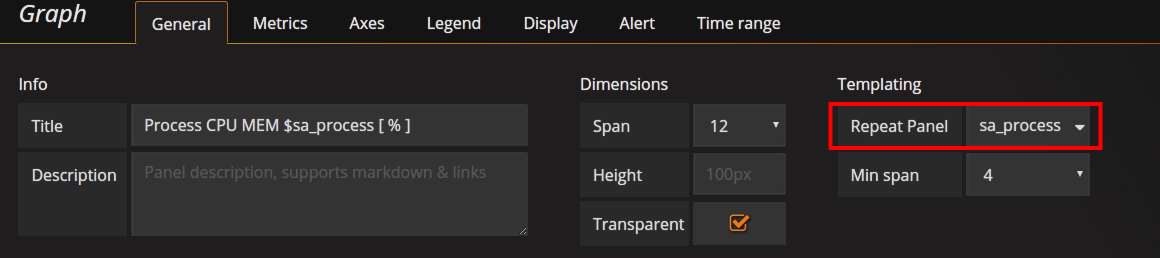 Graph General Metrics Axes Legend Display Alert Time range
Info Dimensions Templating
Title Process CPU MEM $sa_process [ % ] Span 12 Repeat Panel sa_process
Description Panel description, supports markdown & links Height 100px Min span 4
Transparent